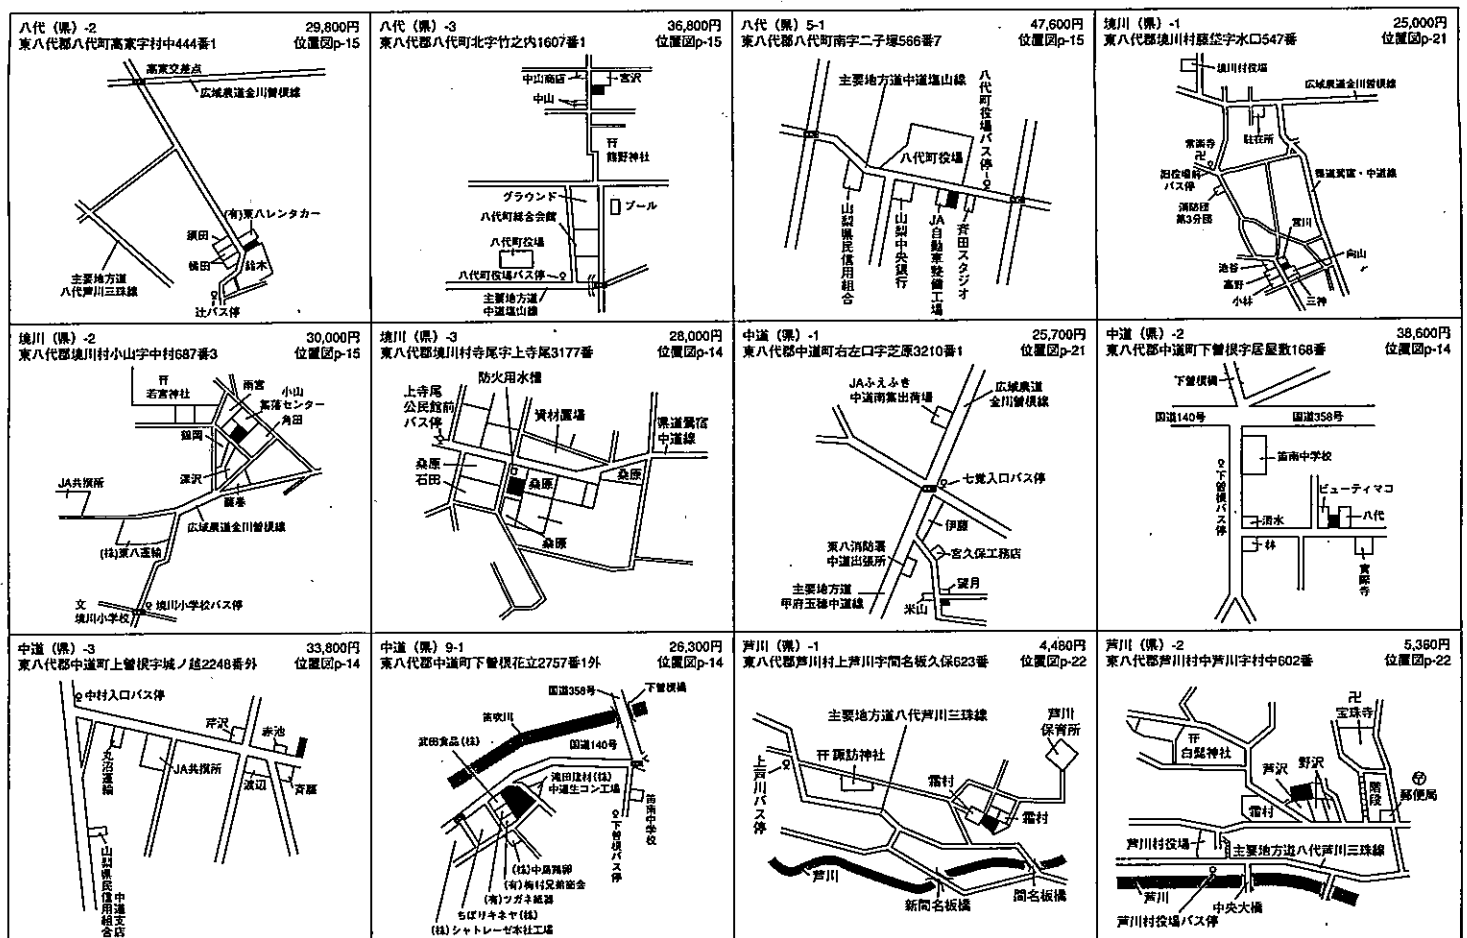 八代（県）-2 29,800円
東八代郡八代町高家字村中444番1 位置図p-15
高家交差点
広域農道金川曽根線
(有)東八レンタカー
須田
橘田
鈴木
主要地方道
八代芦川三珠線
辻バス停
八代（県）-3 36,800円
東八代郡八代町北字竹之内1607番1 位置図p-15
中山商店
宮沢
中山
熊野神社
グラウンド
八代町総合会館
プール
八代町役場
八代町役場バス停
主要地方道
中道塩山線
八代（県）5-1 47,600円
東八代郡八代町南字二子塚566番7 位置図p-15
主要地方道中道塩山線
八代町役場バス停
八代町役場
山梨県民信用組合
山梨中央銀行
JA自動車整備工場
斉田スタジオ
境川（県）-1 25,000円
東八代郡境川村藤垈字水口547番 位置図p-21
境川村役場
広域農道金川曽根線
駐在所
常楽寺
旧役場前
バス停
県道鶯宿・中道線
消防団
第3分団
宮川
池谷
向山
高野
小林
三神
境川（県）-2 30,000円
東八代郡境川村小山字中村687番3 位置図p-15
若宮神社
雨宮
小山
集落センター
角田
鶴岡
深沢
JA共撰所
藤巻
広域農道金川曽根線
(株)東八運輸
文
境川小学校
境川小学校バス停
境川（県）-3 28,000円
東八代郡境川村寺尾字上寺尾3177番 位置図p-14
防火用水槽
上寺尾
公民館前
バス停
資材置場
県道鶯宿
中道線
桑原
石田
桑原
桑原
桑原
中道（県）-1 25,700円
東八代郡中道町右左口字芝原3210番1 位置図p-21
JAふえふき
中道南集出荷場
広域農道
金川曽根線
七覚入口バス停
伊藤
東八消防署
中道出張所
宮久保工務店
望月
主要地方道
甲府玉穂中道線
米山
中道（県）-2 38,600円
東八代郡中道町下曽根字居屋敷168番 位置図p-14
下曽根橋
国道140号
国道358号
笛南中学校
下曽根バス停
ビューティマコ
清水
八代
林
實際寺
中道（県）-3 33,800円
東八代郡中道町上曽根字城ノ越2248番外 位置図p-14
中村入口バス停
芹沢
赤池
丸沼運輸
JA共撰所
渡辺
斉藤
山梨県民信用組合
中道支店
中道（県）9-1 26,300円
東八代郡中道町下曽根花立2757番1外 位置図p-14
国道358号
下曽根橋
笛吹川
武田食品(株)
国道140号
滝田建材(株)
中道生コン工場
笛南中学校
下曽根バス停
(株)中島鶏卵
(有)梅村兄弟商会
(有)ツガネ紙器
ちぼりキネヤ(株)
(株)シャトレーゼ本社工場
芦川（県）-1 4,460円
東八代郡芦川村上芦川字間名板久保623番 位置図p-22
主要地方道八代芦川三珠線
芦川
保育所
諏訪神社
上芦川バス停
霜村
霜村
芦川
新間名板橋
間名板橋
芦川（県）-2 5,360円
東八代郡芦川村中芦川字村中602番 位置図p-22
宝珠寺
白髭神社
芦沢
野沢
階段
郵便局
霜村
芦川村役場
主要地方道八代芦川三珠線
芦川
中央大橋
芦川村役場バス停